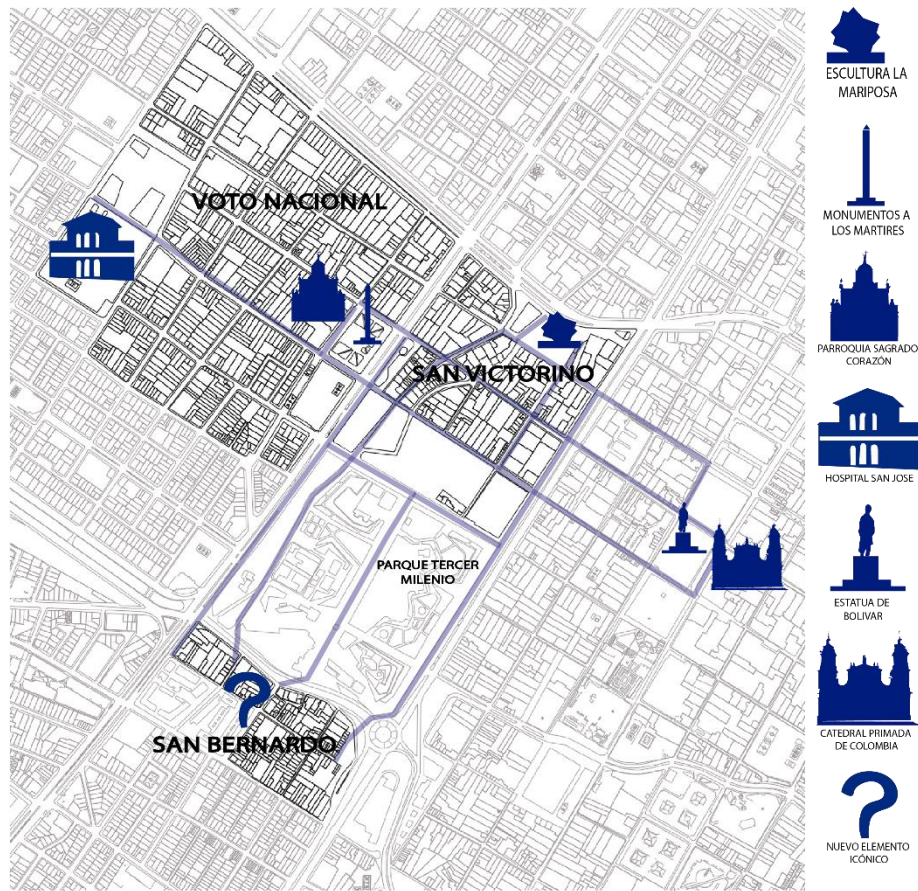 VOTO NACIONAL
SAN VICTORINO
PARQUE TERCER
MILENIO
SAN BERNARDO
ESCULTURA LA
MARIPOSA
MONUMENTOS A
LOS MARTIRES
PARROQUIA SAGRADO
CORAZÓN
HOSPITAL SAN JOSE
ESTATUA DE
BOLIVAR
CATEDRAL PRIMADA
DE COLOMBIA
NUEVO ELEMENTO
ICÓNICO